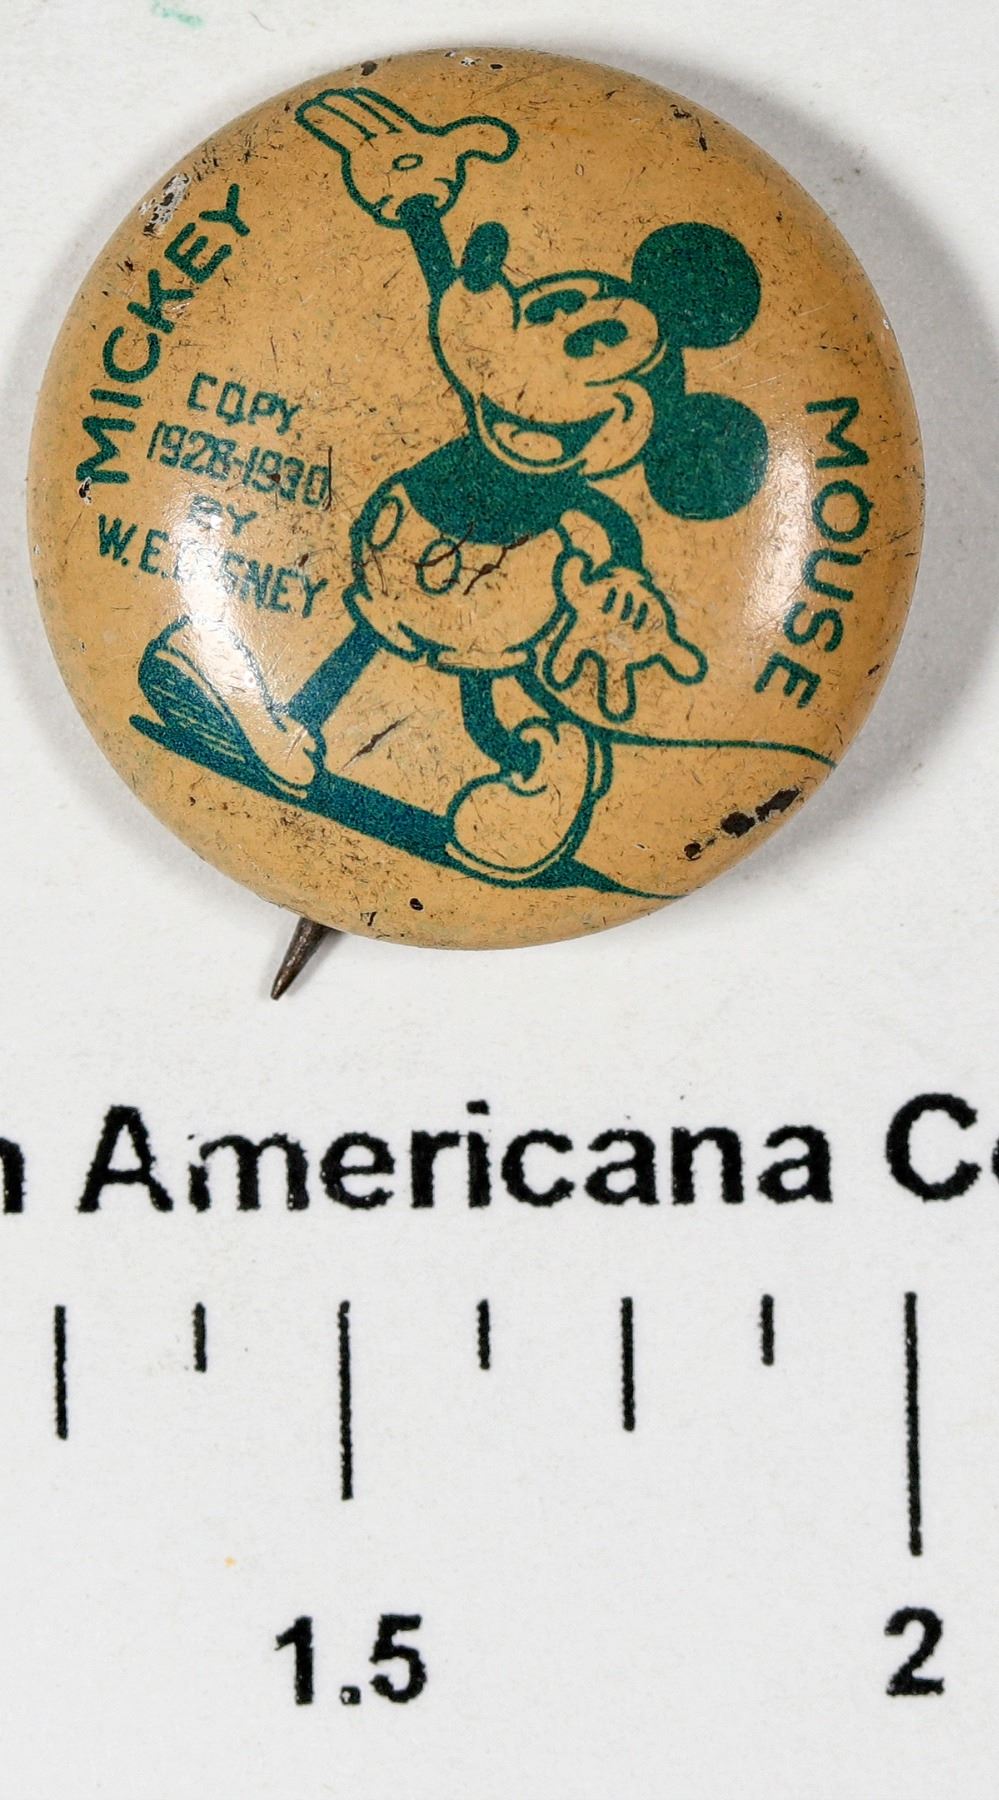 MICKEY
COPY.
1928-1930
BY
W.E. DISNEY
MOUSE
Americana
1.5
2